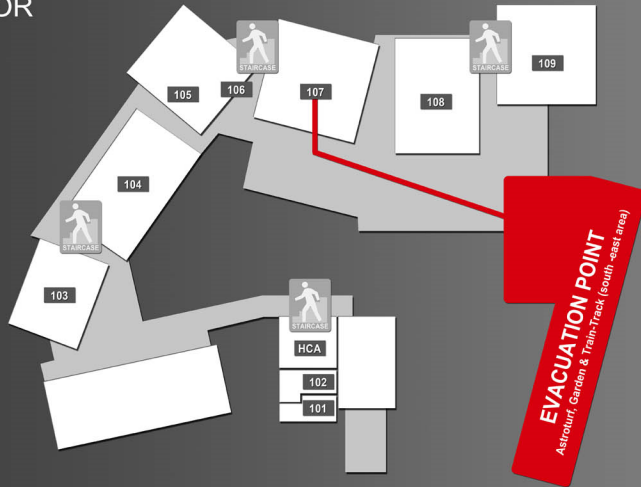 OR
STAIRCASE
STAIRCASE
109
105
106
107
108
104
STAIRCASE
103
STAIRCASE
HCA
102
101
EVACUATION POINT
Astroturf, Garden & Train-Track (south -east area)